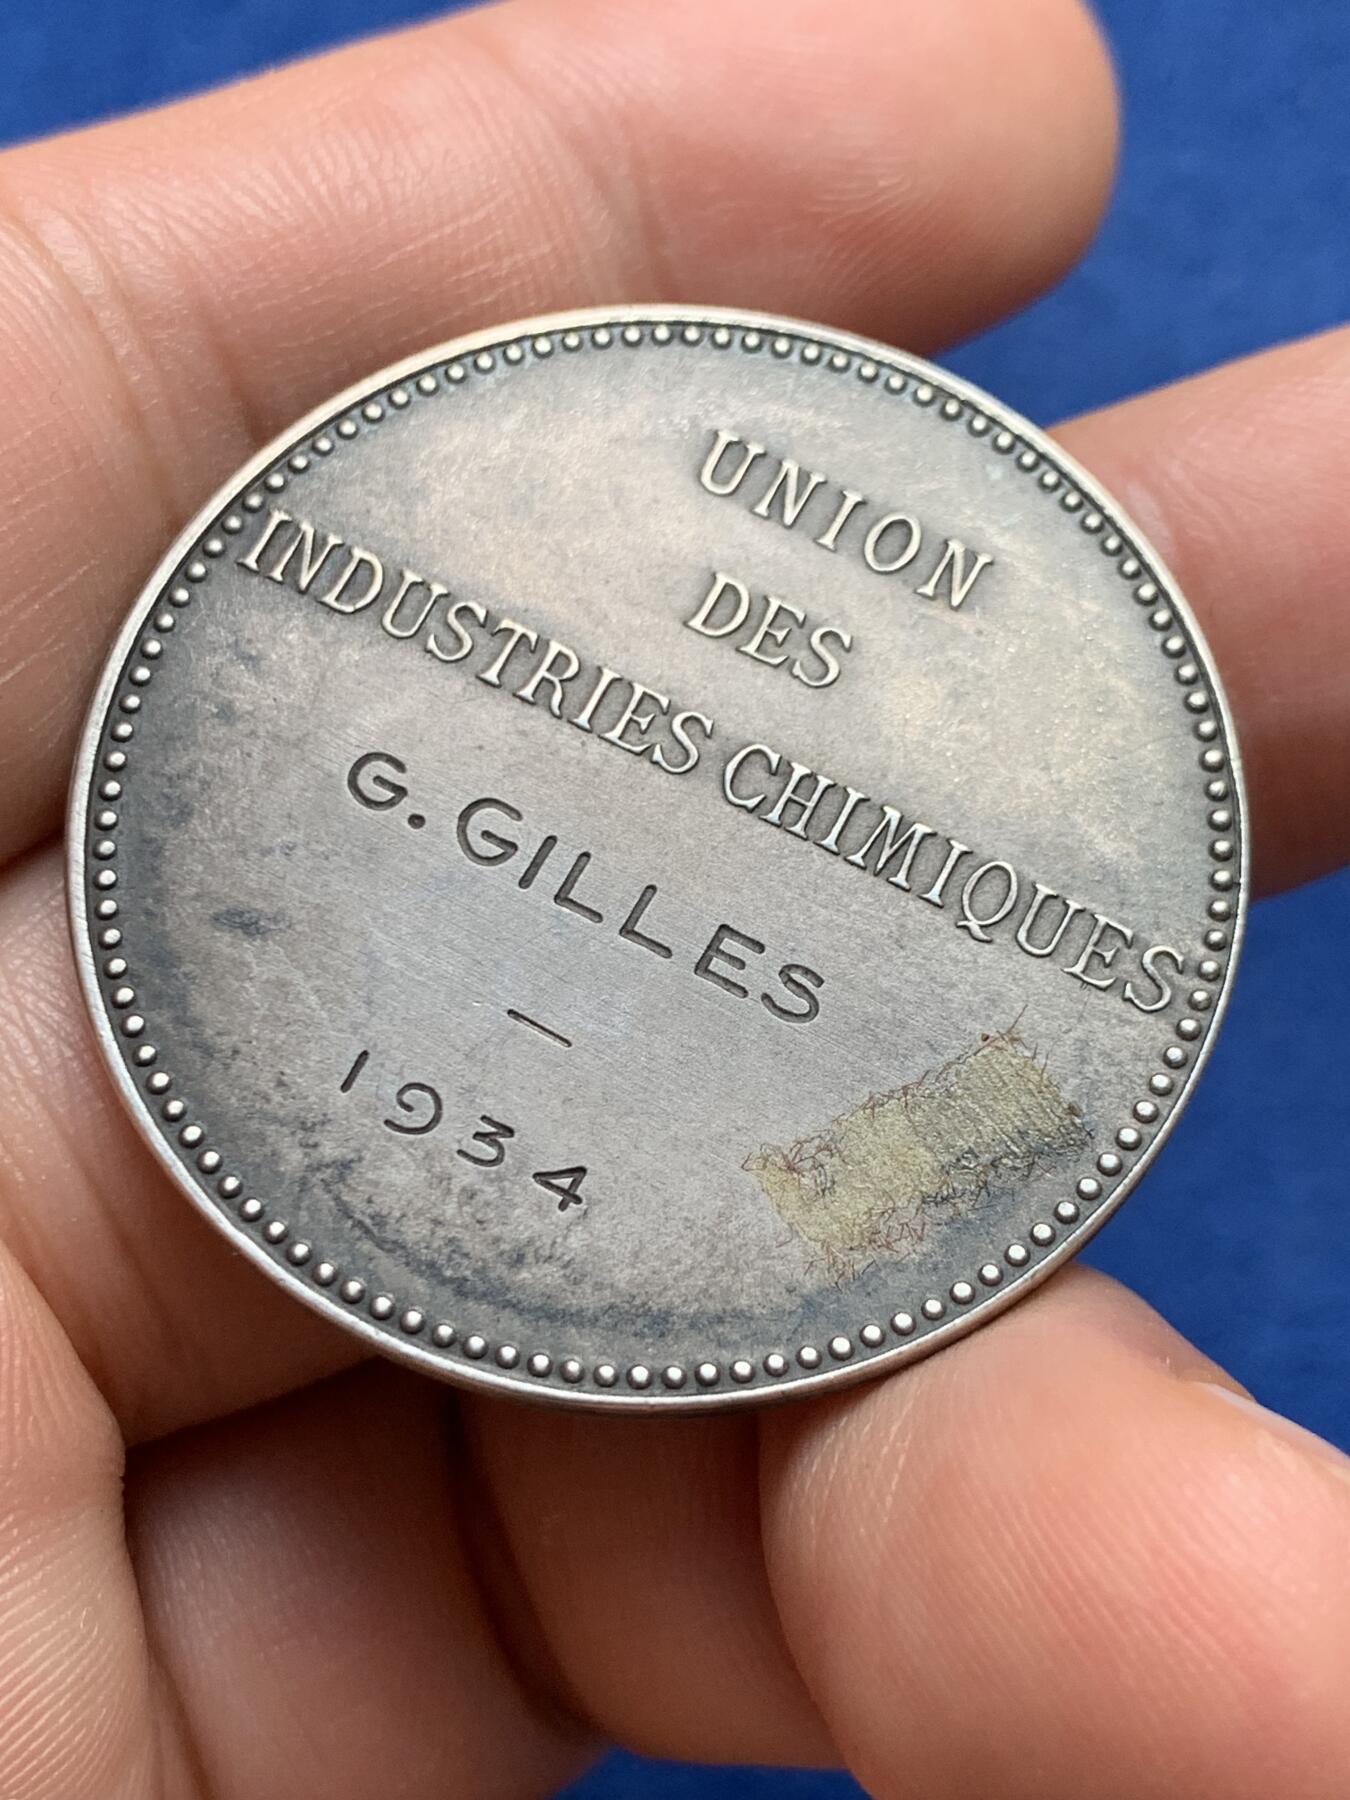 UNION
DES
INDUSTRIES CHIMIQUES
G. GILLES
—
1934